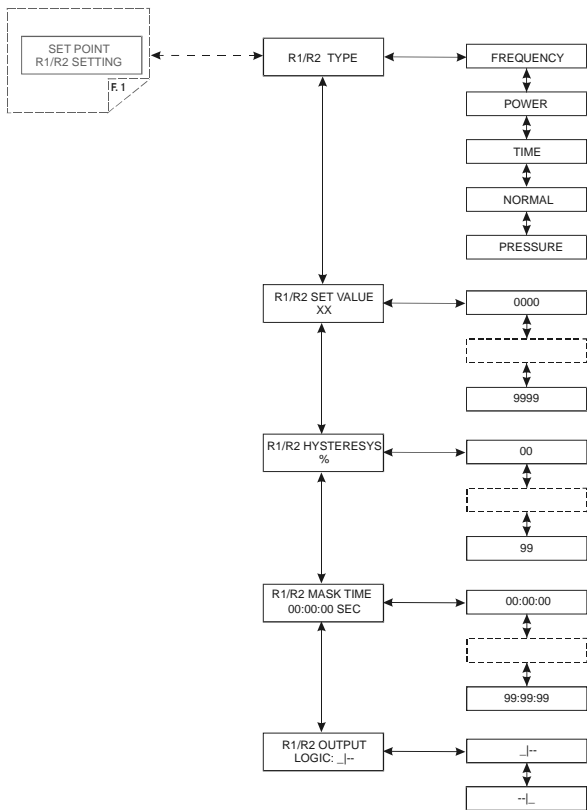 SET POINT
R1/R2 SETTING
F. 1
R1/R2 TYPE
FREQUENCY
POWER
TIME
NORMAL
PRESSURE
R1/R2 SET VALUE
XX
0000
9999
R1/R2 HYSTERESYS
%
00
99
R1/R2 MASK TIME
00:00:00 SEC
00:00:00
99:99:99
R1/R2 OUTPUT
LOGIC: _|--
_|--
--|_